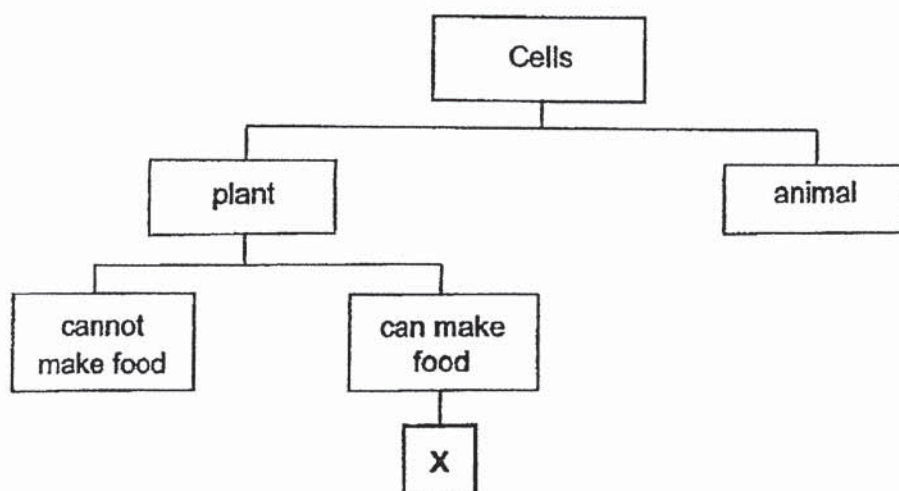 Cells
plant
animal
cannot
make food
can make
food
X